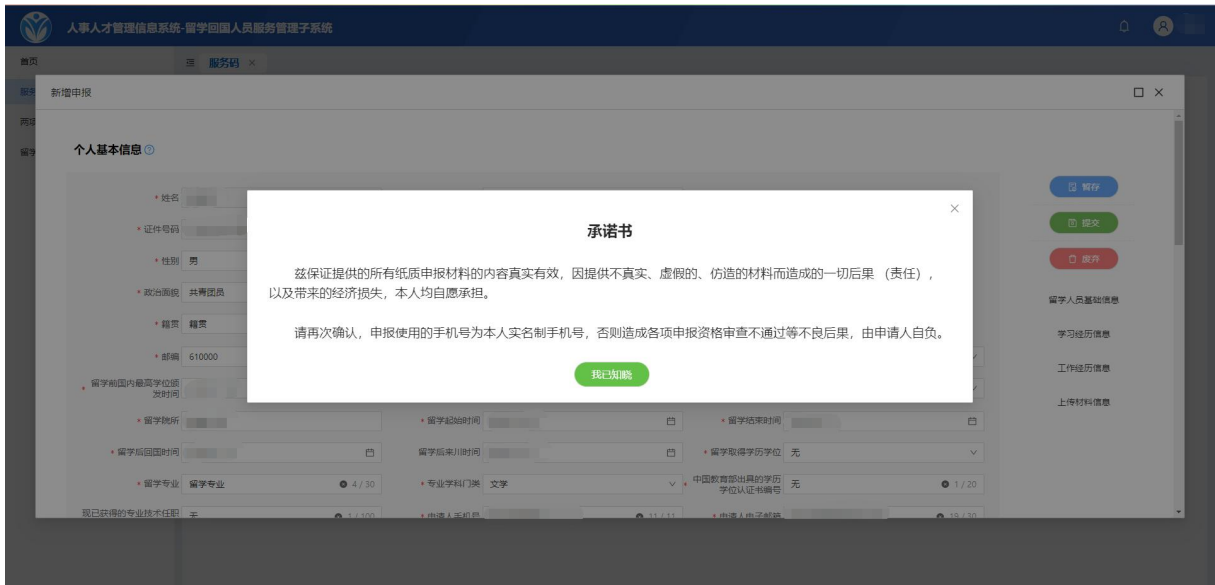 人事人才管理信息系统-留学回国人员服务管理子系统
首页
服务码 ×
服务
新增申报
两项
留学
个人基本信息
* 姓名
暂存
* 证件号码
承诺书
提交
* 性别 男
兹保证提供的所有纸质申报材料的内容真实有效，因提供不真实、虚假的、仿造的材料而造成的一切后果 （责任），
废弃
* 政治面貌 共青团员
以及带来的经济损失，本人均自愿承担。
留学人员基础信息
* 籍贯 籍贯
请再次确认，申报使用的手机号为本人实名制手机号，否则造成各项申报资格审查不通过等不良后果，由申请人自负。
学习经历信息
* 邮编 610000
工作经历信息
我已知晓
* 留学前国内最高学位颁
发时间
上传材料信息
* 留学院所 * 留学起始时间 * 留学结束时间
* 留学后回国时间 留学后来川时间 * 留学取得学历学位 无
* 留学专业 留学专业 4 / 30 * 专业学科门类 文学 * 中国教育部出具的学历
学位认证书编号 无 1 / 20
现已获得的专业技术任职 无 1 / 100 * 申请人手机号 11 / 11 * 申请人电子邮箱 19 / 30